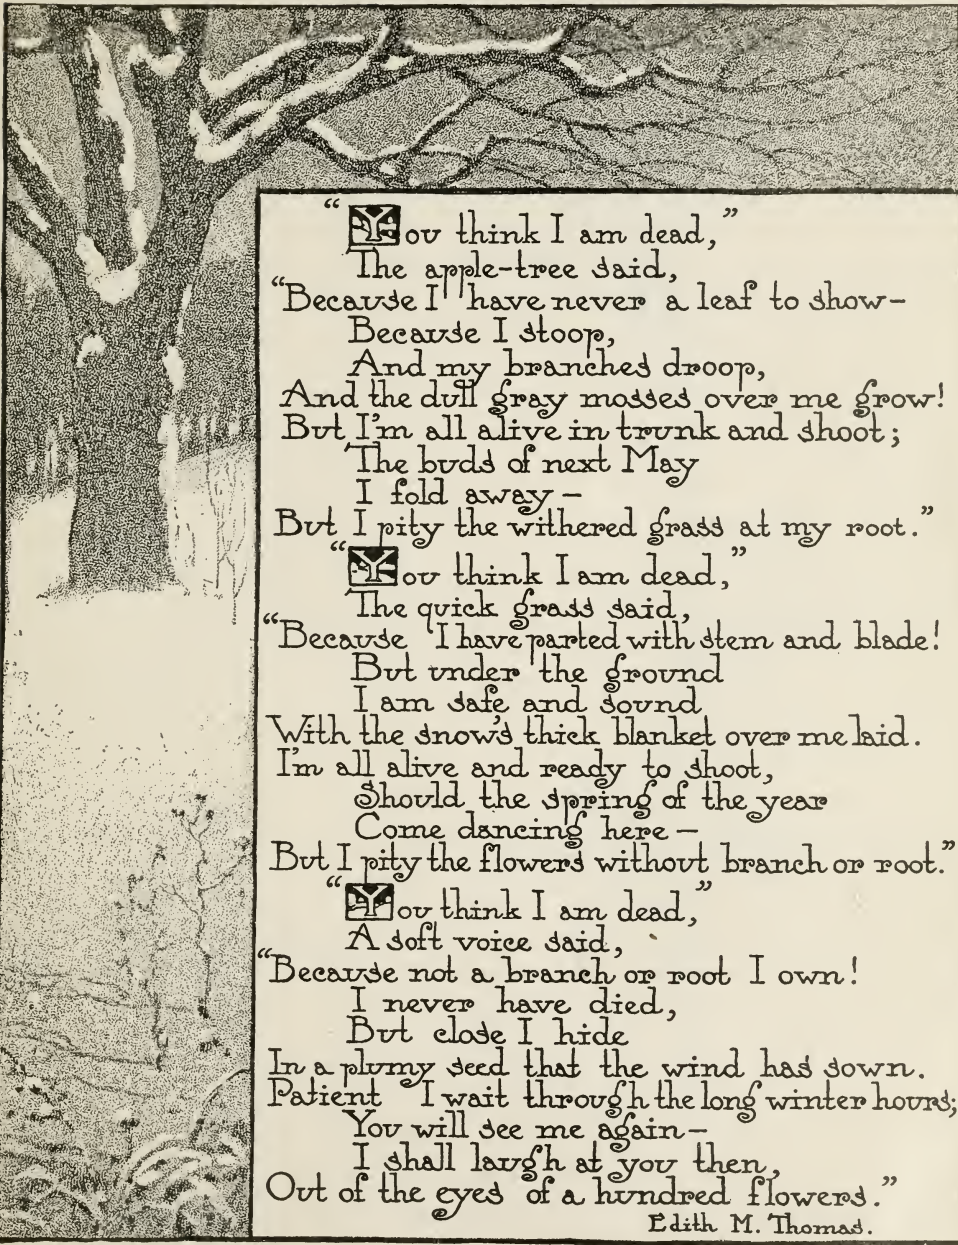 "You think I am dead,"
The apple-tree said,
"Because I have never a leaf to show—
Because I stoop,
And my branches droop,
And the dull gray mosses over me grow!
But I'm all alive in trunk and shoot;
The buds of next May
I fold away—
But I pity the withered grass at my root."
"You think I am dead,"
The quick grass said,
"Because I have parted with stem and blade!
But under the ground
I am safe and sound
With the snow's thick blanket over me laid.
I'm all alive and ready to shoot,
Should the spring of the year
Come dancing here—
But I pity the flowers without branch or root."
"You think I am dead,"
A soft voice said,
"Because not a branch or root I own!
I never have died,
But close I hide
In a plumy seed that the wind has sown.
Patient I wait through the long winter hours;
You will see me again—
I shall laugh at you then,
Out of the eyes of a hundred flowers."
Edith M. Thomas.